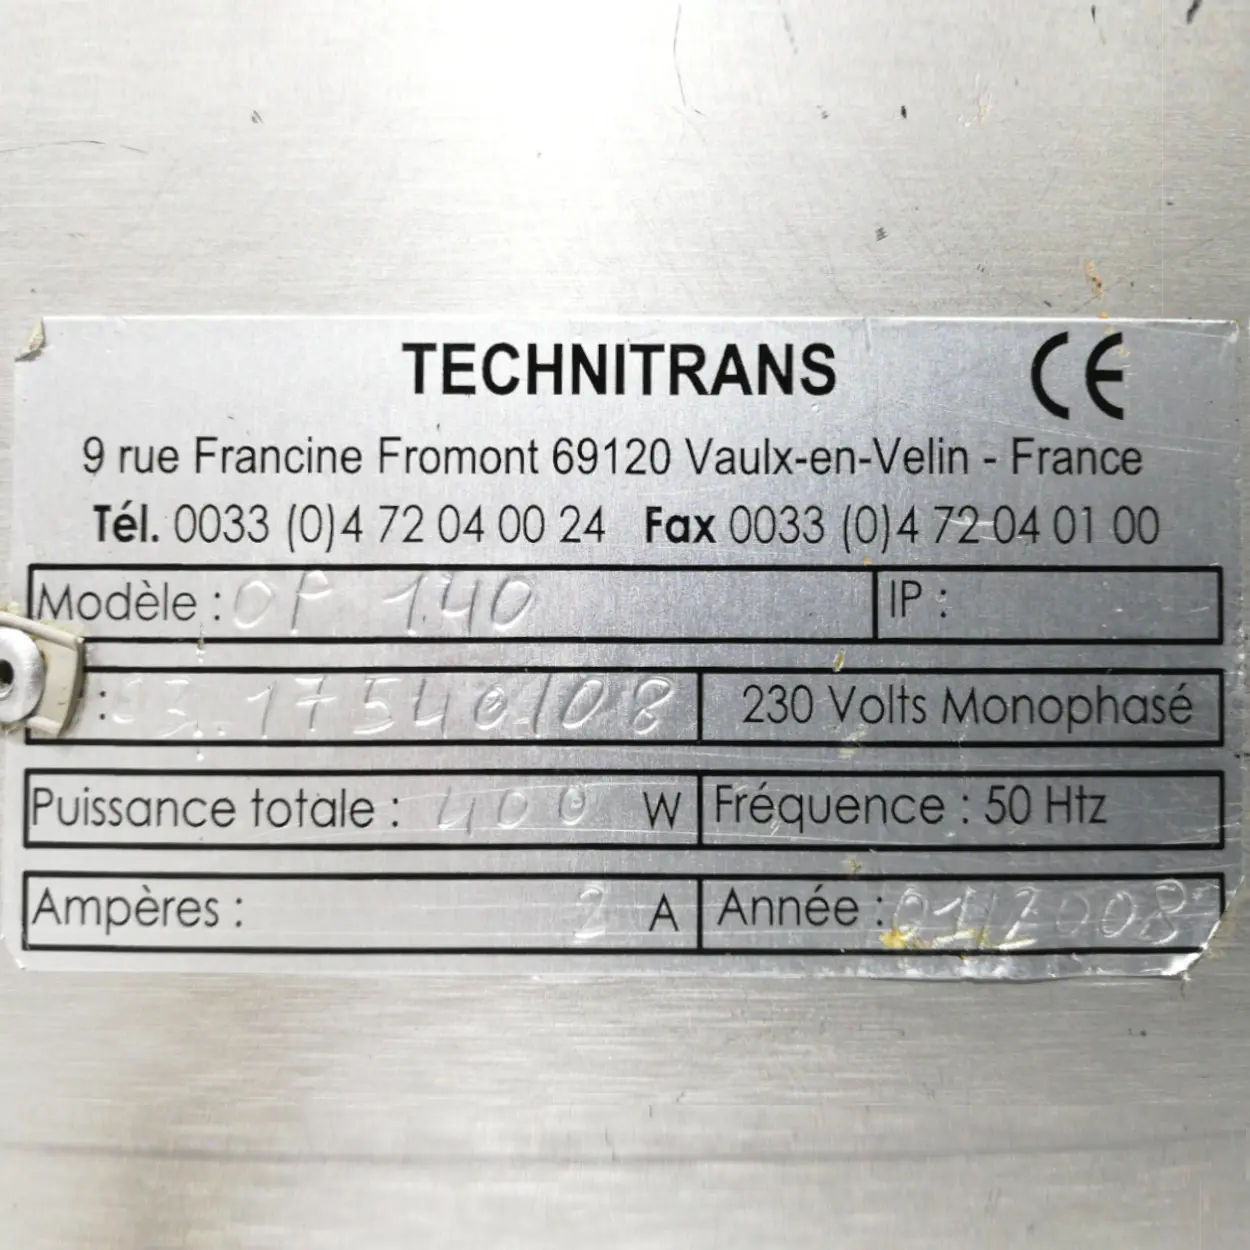 TECHNITRANS CE
9 rue Francine Fromont 69120 Vaulx-en-Velin - France
Tél. 0033 (0)4 72 04 00 24 Fax 0033 (0)4 72 04 01 00
Modèle : OP 140 IP :
: 230 Volts Monophasé
Puissance totale : 400 W Fréquence : 50 Htz
Ampères : 2 A Année : 01/2008